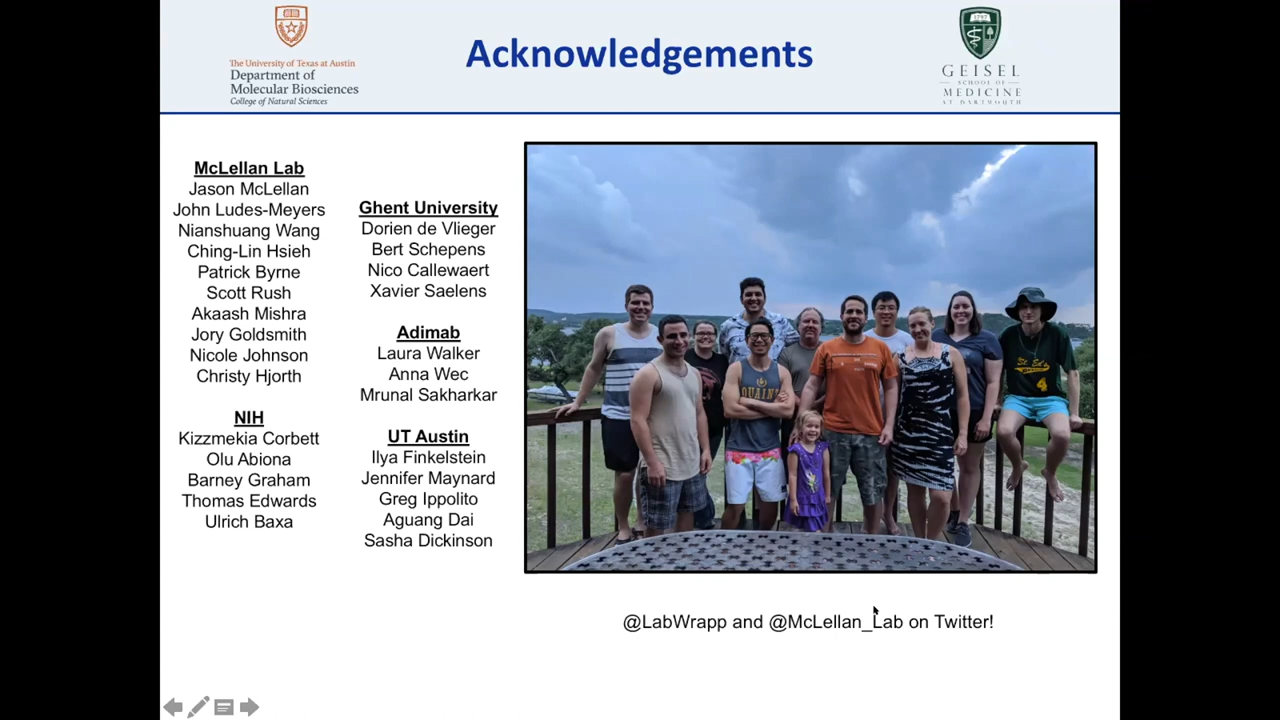 The University of Texas at Austin
Department of
Molecular Biosciences
College of Natural Sciences
Acknowledgements
1797
GEISEL
SCHOOL OF
MEDICINE
AT DARTMOUTH
McLellan Lab
Jason McLellan
John Ludes-Meyers
Nianshuang Wang
Ching-Lin Hsieh
Patrick Byrne
Scott Rush
Akaash Mishra
Jory Goldsmith
Nicole Johnson
Christy Hjorth
NIH
Kizzmekia Corbett
Olu Abiona
Barney Graham
Thomas Edwards
Ulrich Baxa
Ghent University
Dorien de Vlieger
Bert Schepens
Nico Callewaert
Xavier Saelens
Adimab
Laura Walker
Anna Wec
Mrunal Sakharkar
UT Austin
Ilya Finkelstein
Jennifer Maynard
Greg Ippolito
Aguang Dai
Sasha Dickinson
St. Ed's
4
@LabWrapp and @McLellan_Lab on Twitter!